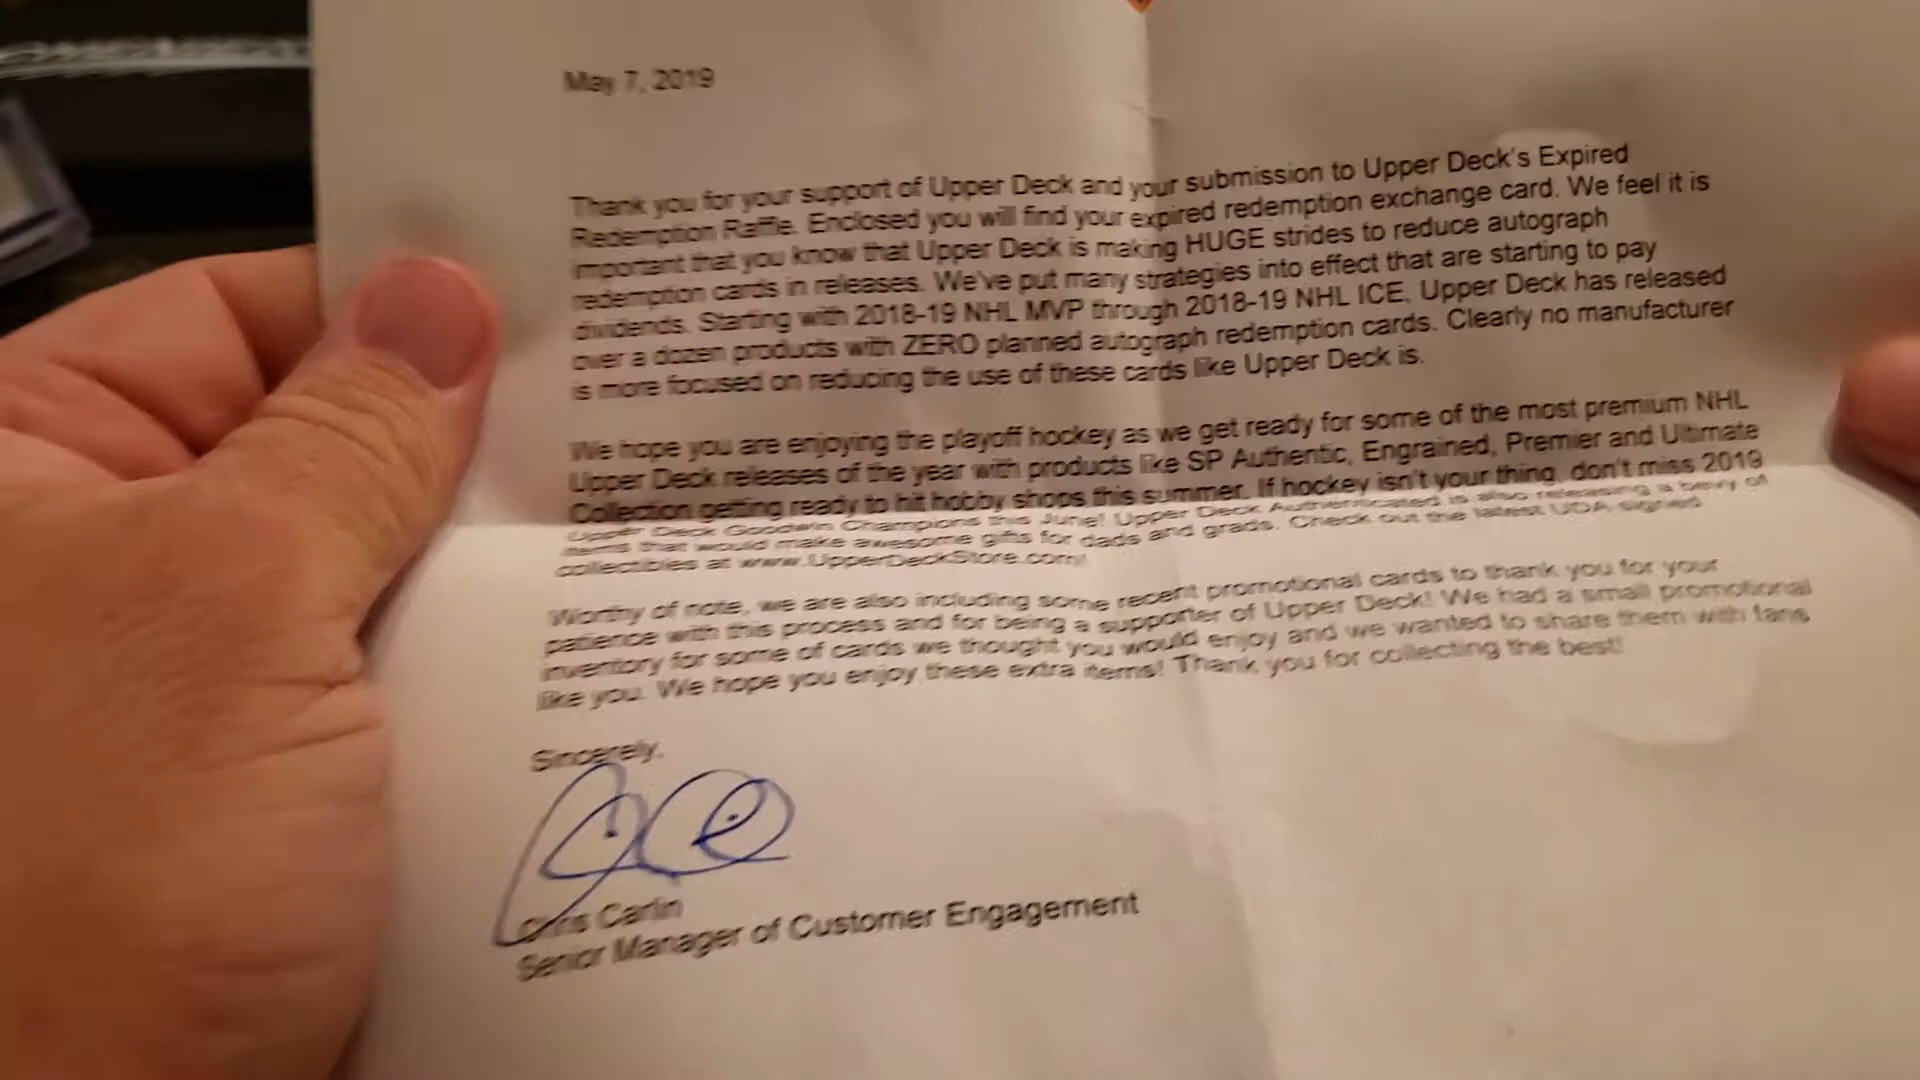 May 7, 2019
Thank you for your support of Upper Deck and your submission to Upper Deck's Expired
Redemption Raffle. Enclosed you will find your expired redemption exchange card. We feel it is
important that you know that Upper Deck is making HUGE strides to reduce autograph
redemption cards in releases. We've put many strategies into effect that are starting to pay
dividends. Starting with 2018-19 NHL MVP through 2018-19 NHL ICE, Upper Deck has released
over a dozen products with ZERO planned autograph redemption cards. Clearly no manufacturer
is more focused on reducing the use of these cards like Upper Deck is.
We hope you are enjoying the playoff hockey as we get ready for some of the most premium NHL
Upper Deck releases of the year with products like SP Authentic, Engrained, Premier and Ultimate
Collection getting ready to hit hobby shops this summer. If hockey isn't your thing, don't miss 2019
Upper Deck Goodwin Champions this June! Upper Deck Authenticated is also releasing a bevy of
items that would make awesome gifts for dads and grads. Check out the latest UDA signed
collectibles at www.UpperDeckStore.com!
Worthy of note, we are also including some recent promotional cards to thank you for your
patience with this process and for being a supporter of Upper Deck! We had a small promotional
inventory for some of cards we thought you would enjoy and we wanted to share them with fans
like you. We hope you enjoy these extra items! Thank you for collecting the best!
Sincerely,
Chris Carlin
Senior Manager of Customer Engagement